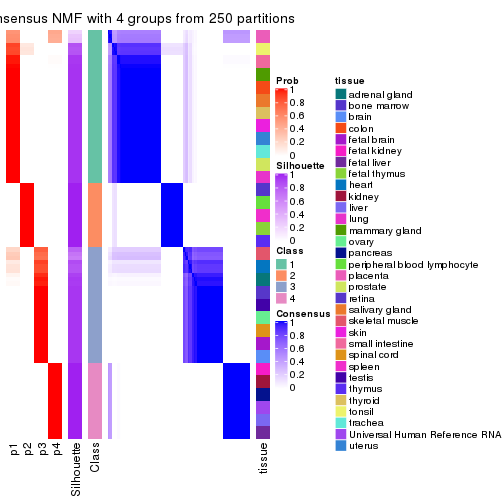 nsensus NMF with 4 groups from 250 partitions
Prob
1
0.8
0.6
0.4
0.2
0
Silhouette
1
0.8
0.6
0.4
0.2
0
Class
1
2
3
4
Consensus
1
0.8
0.6
0.4
0.2
0
tissue
adrenal gland
bone marrow
brain
colon
fetal brain
fetal kidney
fetal liver
fetal thymus
heart
kidney
liver
lung
mammary gland
ovary
pancreas
peripheral blood lymphocyte
placenta
prostate
retina
salivary gland
skeletal muscle
skin
small intestine
spinal cord
spleen
testis
thymus
thyroid
tonsil
trachea
Universal Human Reference RNA
uterus
p1
p2
p3
p4
Silhouette
Class
tissue